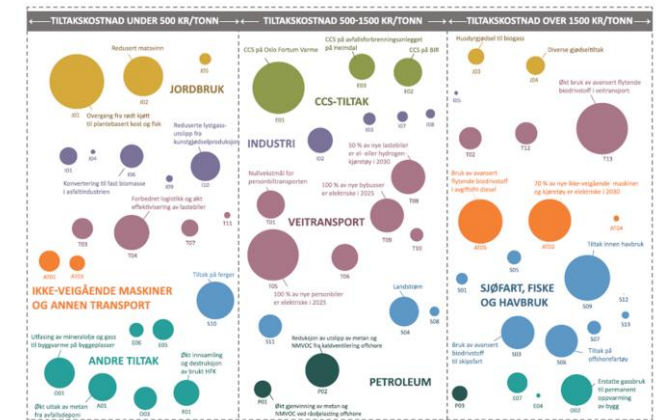 TILTAKSKOSTNAD UNDER 500 KR/TONN
TILTAKSKOSTNAD 500-1500 KR/TONN
TILTAKSKOSTNAD OVER 1500 KR/TONN
Redusert matsvinn
J01
J02
Overgang fra rødt kjøtt
til plantebasert kost og fisk
JORDBRUK
Reduserte lystgass-
utslipp fra
kunstgjødselproduksjon
I01
I04
I06
I09
I10
Konvertering til fast biomasse
i asfaltindustrien
Forbedret logistikk og økt
effektivisering av lastebiler
T03
T04
T07
T11
AT01
IKKE-VEIGÅENDE MASKINER
OG ANNEN TRANSPORT
Tiltak på ferger
S10
Utfasing av mineralolje og gass
til byggvarme på byggeplasser
ANDRE TILTAK
Økt innsamling
og destruksjon
av brukt HFK
O01
A01
O03
R01
Økt uttak av metan
fra avfallsdeponi
CCS på Oslo Fortum Varme
CCS på avfallsforbrenningsanlegget
på Heimdal
CCS på BIR
E01
E03
E02
CCS-TILTAK
INDUSTRI
I02
I03
I07
I08
50 % av nye lastebiler
er el- eller hydrogen
kjøretøy i 2030
Nullvekstmål for
persontransporten
100 % av nye bybusser
er elektriske i 2025
T01
T08
VEITRANSPORT
T09
T10
T05
T06
100 % av nye personbiler
er elektriske i 2025
Landstrøm
S11
S04
S08
Reduksjon av utslipp av metan og
NMVOC fra kaldventilering offshore
P02
PETROLEUM
P01
Økt gjenvinning av metan og
NMVOC ved råoljelasting offshore
Husdyrgjødsel til biogass
Diverse gjødseltiltak
J03
J04
I05
Økt bruk av avansert flytende
biodrivstoff i veitransport
T02
T12
T13
Bruk av avansert
flytende biodrivstoff
i avgiftsfri diesel
70 % av nye ikke-veigående maskiner
og kjøretøy er elektriske i 2030
AT05
AT02
AT04
Tiltak innen havbruk
S01
S05
SJØFART, FISKE
OG HAVBRUK
S09
S12
S07
Bruk av avansert
biodrivstoff
til skipsfart
S03
S06
Tiltak på
offshorefartøy
P03
E07
O02
Erstatte gassbruk
til permanent
oppvarming
av bygg